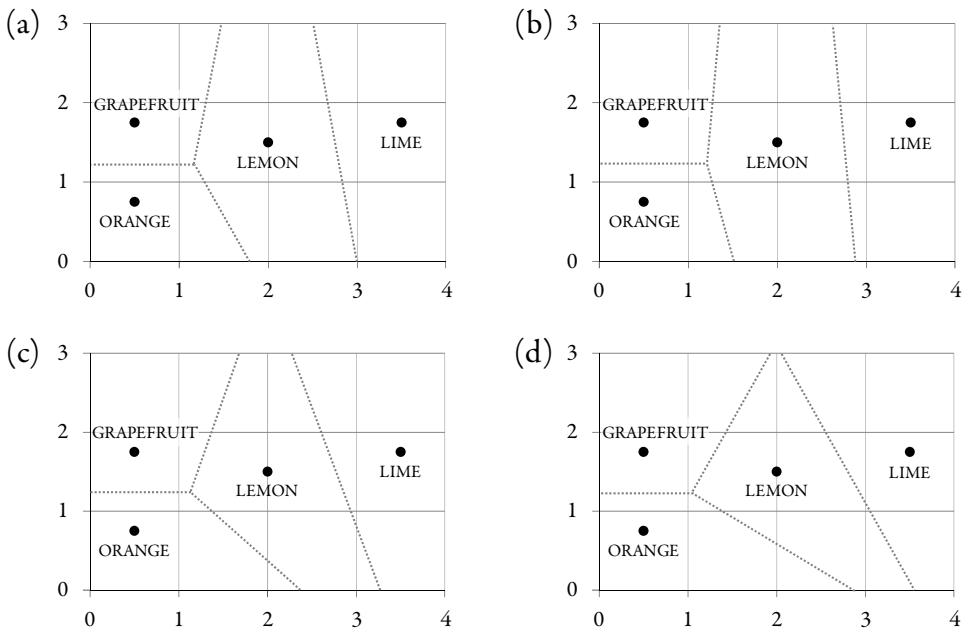 (a)
3
2
1
0
GRAPEFRUIT
LEMON
LIME
ORANGE
0 1 2 3 4
(b)
3
2
1
0
GRAPEFRUIT
LEMON
LIME
ORANGE
0 1 2 3 4
(c)
3
2
1
0
GRAPEFRUIT
LEMON
LIME
ORANGE
0 1 2 3 4
(d)
3
2
1
0
GRAPEFRUIT
LEMON
LIME
ORANGE
0 1 2 3 4